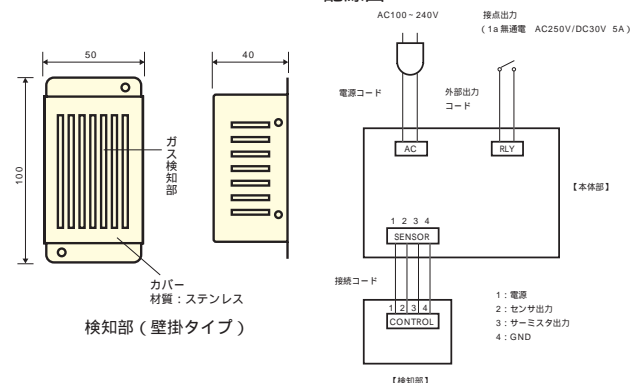 50
40
100
ガス検知部
カバー
材質：ステンレス
検知部（壁掛タイプ）
AC100~240V
接点出力
（1a 無通電 AC250V/DC30V 5A）
電源コード
外部出力
コード
AC
RLY
【本体部】
1 2 3 4
SENSOR
接続コード
1 2 3 4
CONTROL
1：電源
2：センサ出力
3：サーミスタ出力
4：GND
【検知部】